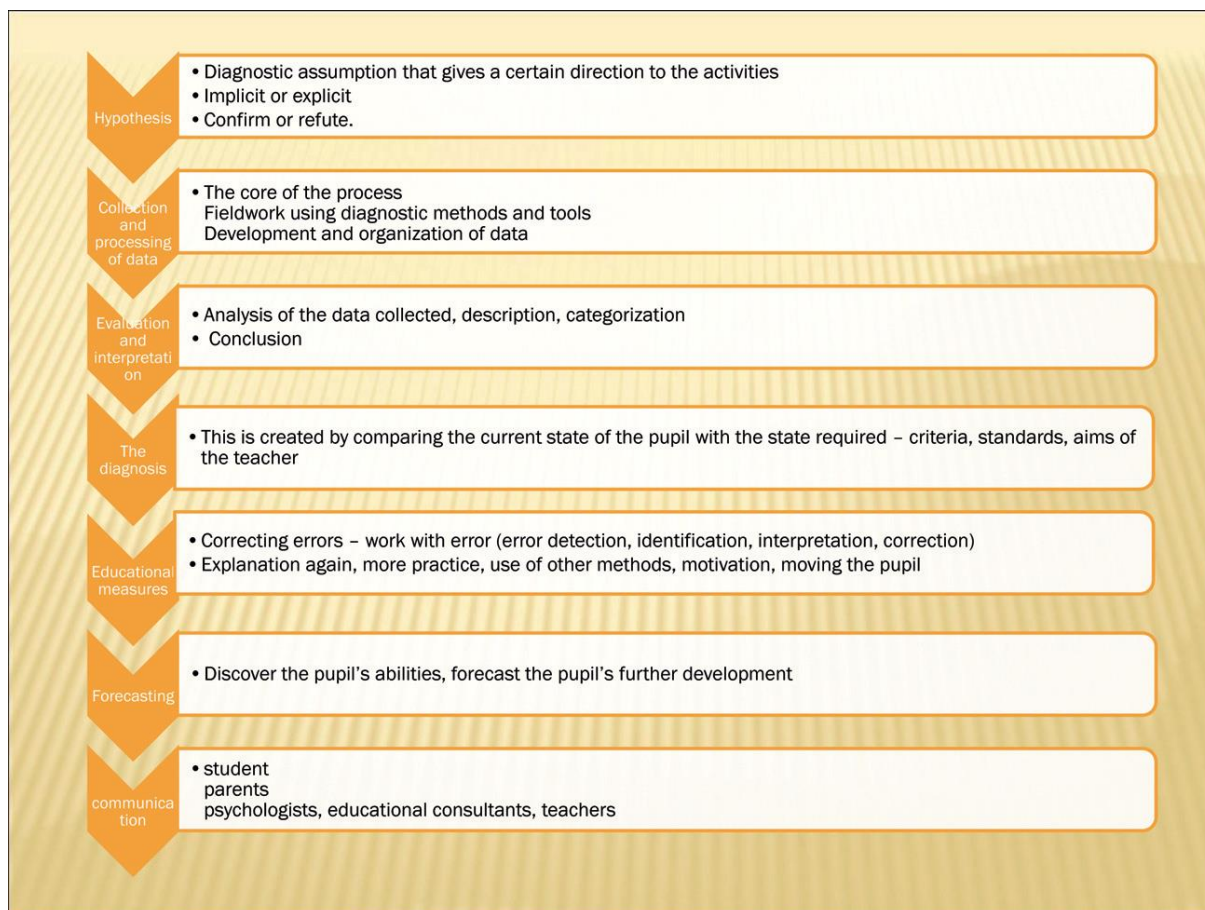 Hypothesis
• Diagnostic assumption that gives a certain direction to the activities
• Implicit or explicit
• Confirm or refute.
Collection
and
processing
of data
• The core of the process
Fieldwork using diagnostic methods and tools
Development and organization of data
Evaluation
and
interpretati
on
• Analysis of the data collected, description, categorization
• Conclusion
The
diagnosis
• This is created by comparing the current state of the pupil with the state required – criteria, standards, aims of
the teacher
Educational
measures
• Correcting errors – work with error (error detection, identification, interpretation, correction)
• Explanation again, more practice, use of other methods, motivation, moving the pupil
Forecasting
• Discover the pupil’s abilities, forecast the pupil’s further development
communica
tion
• student
parents
psychologists, educational consultants, teachers